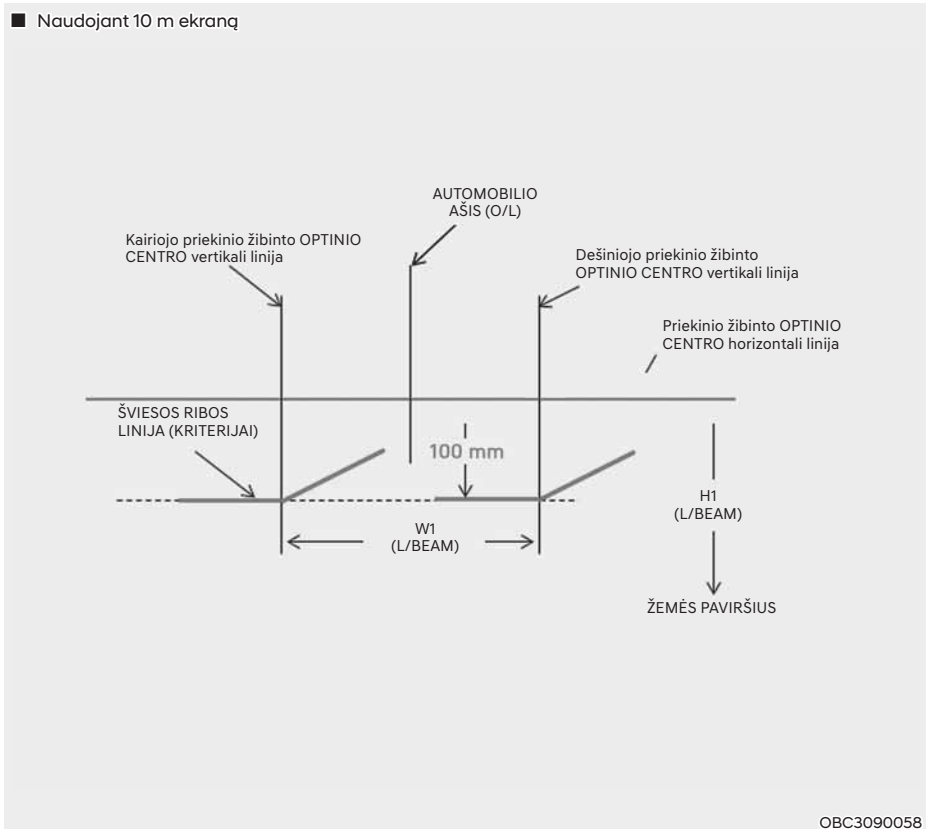 ■ Naudojant 10 m ekraną
AUTOMOBILIO
AŠIS (O/L)
Kairiojo priekinio žibinto OPTINIO
CENTRO vertikali linija
Dešiniojo priekinio žibinto
OPTINIO CENTRO vertikali linija
Priekinio žibinto OPTINIO
CENTRO horizontali linija
ŠVIESOS RIBOS
LINIJA (KRITERIJAI)
100 mm
H1
(L/BEAM)
W1
(L/BEAM)
ŽEMĖS PAVIRŠIUS
OBC3090058